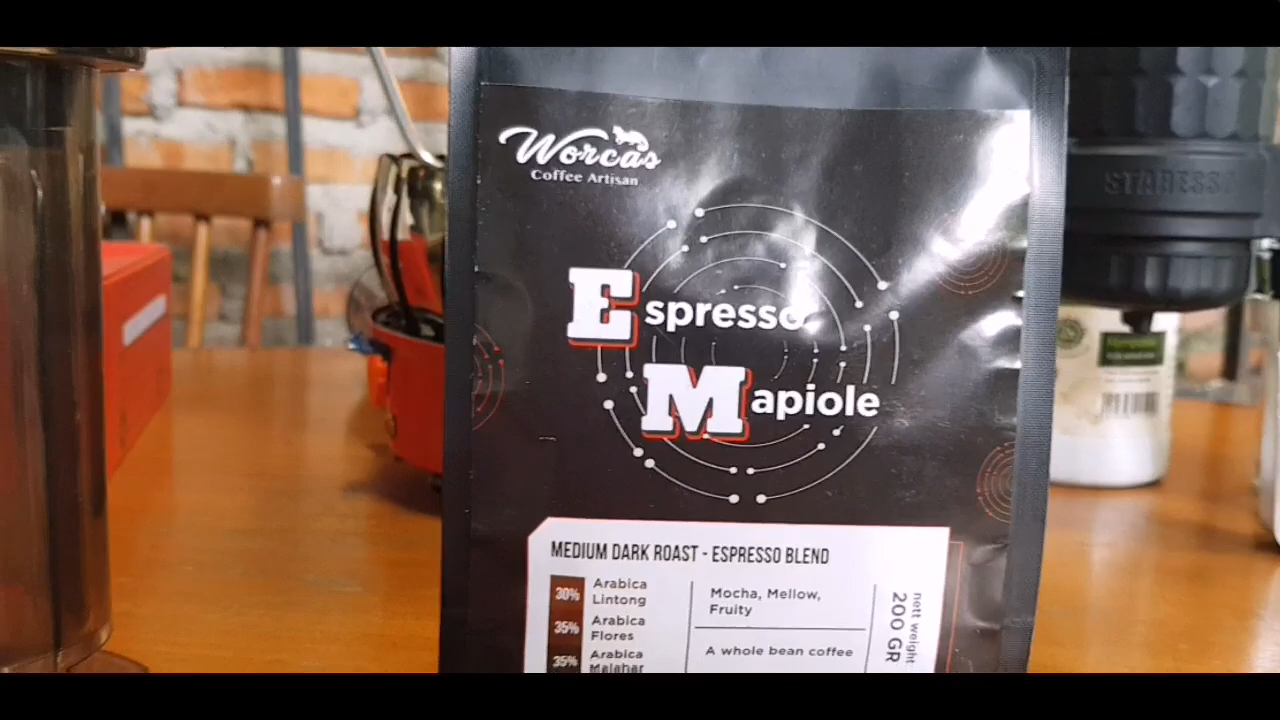 Worcas
Coffee Artisan
STARESSO
Espresso
Mapiole
MEDIUM DARK ROAST - ESPRESSO BLEND
30% Arabica
Lintong
35% Arabica
Flores
35% Arabica
Malabar
Mocha, Mellow,
Fruity
A whole bean coffee
nett weight
200 GR